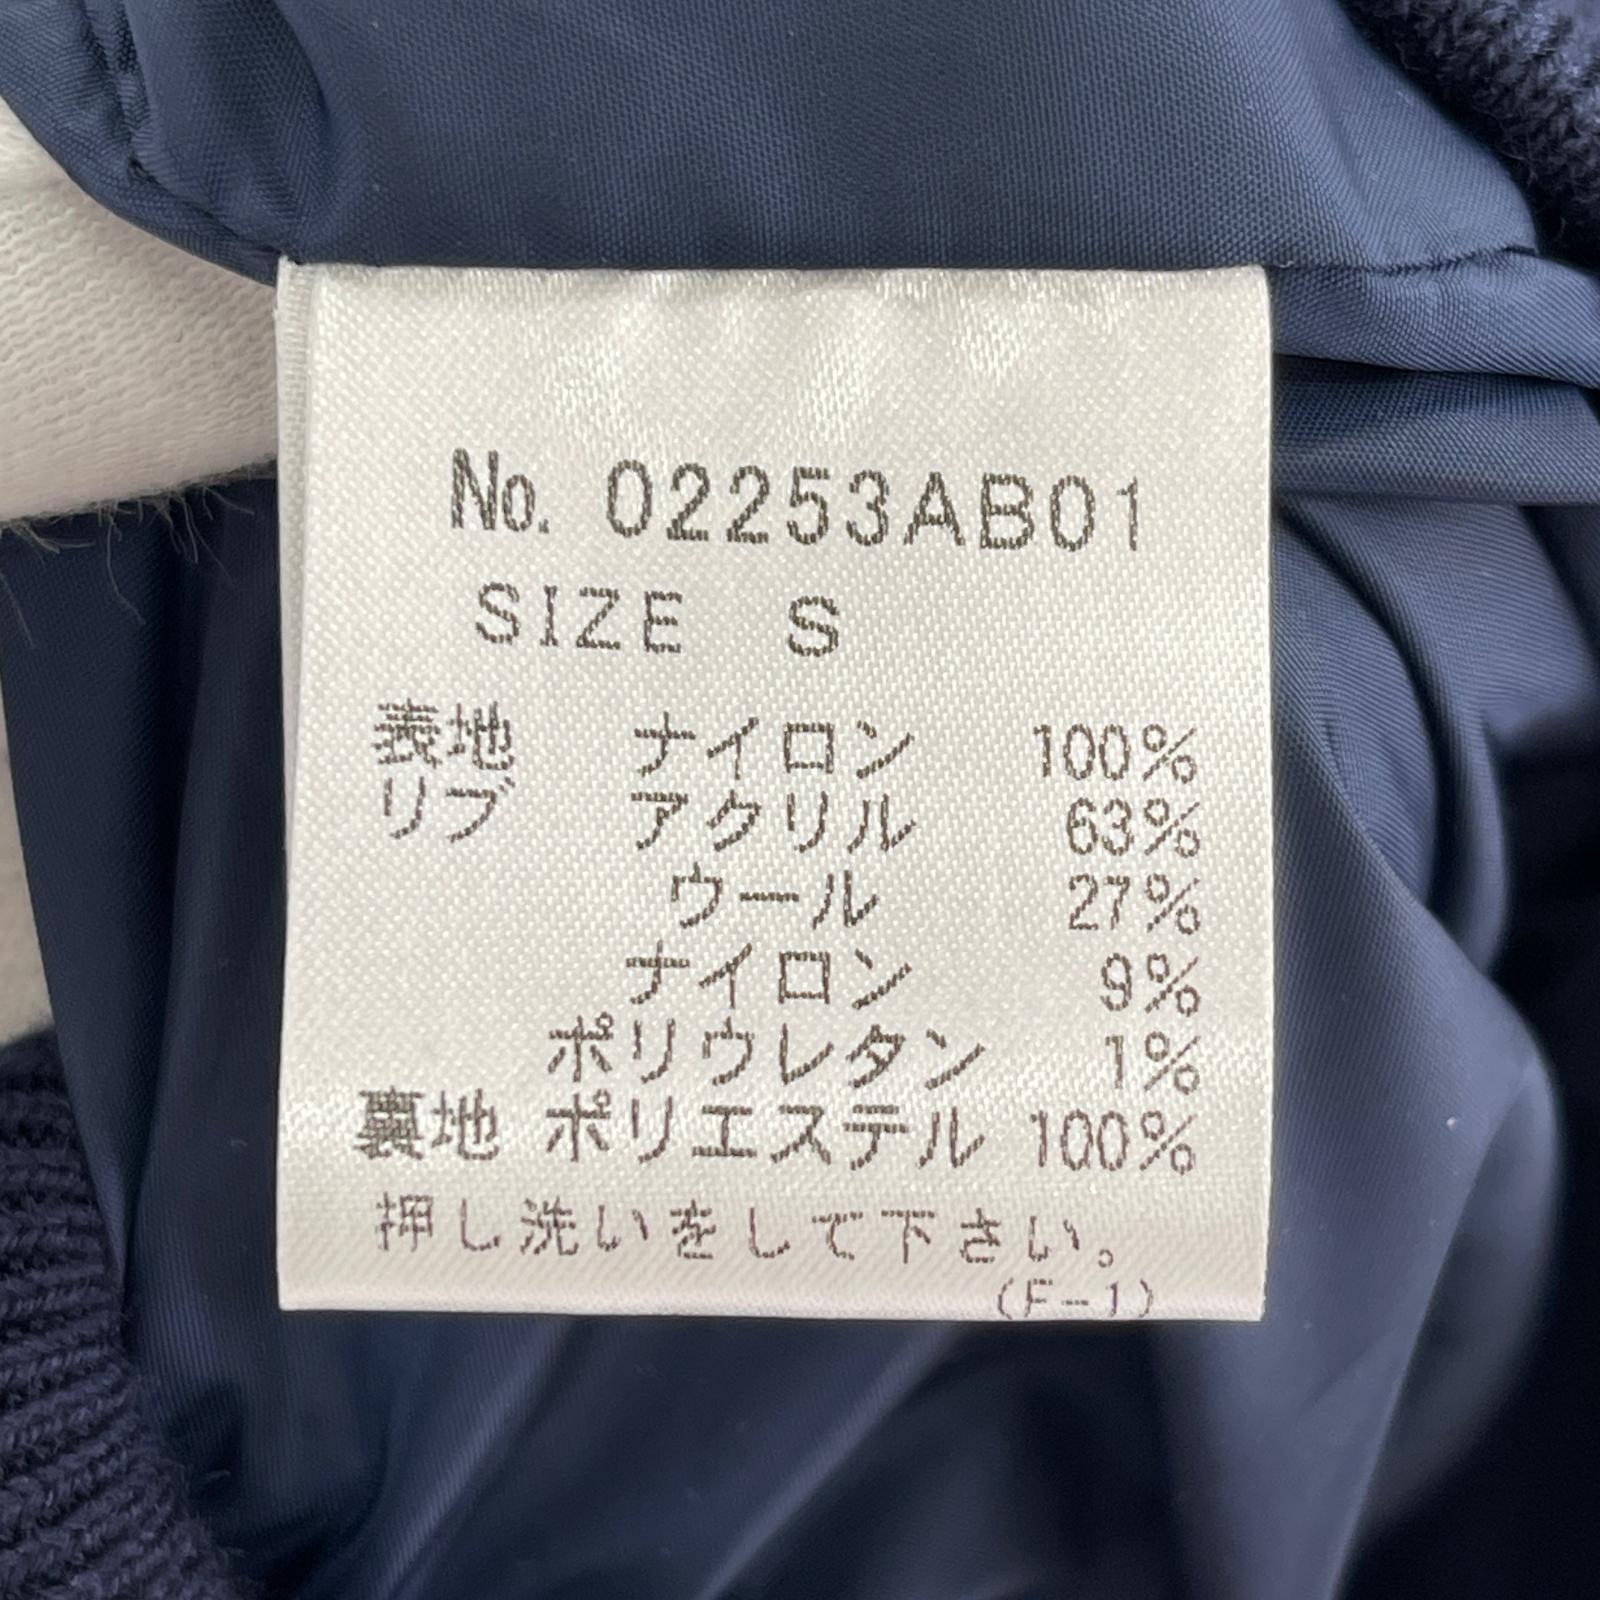 No. 02253AB01
SIZE S
表地 ナイロン 100%
リブ アクリル 63%
ウール 27%
ナイロン 9%
ポリウレタン 1%
裏地 ポリエステル 100%
押し洗いをして下さい。
(F-1)